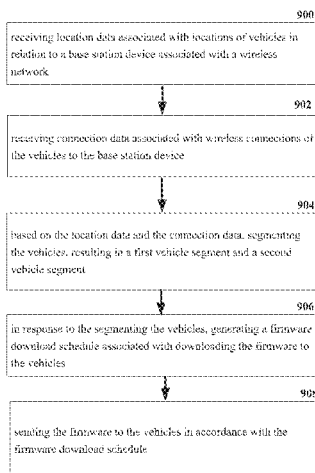 900
receiving location data associated with locations of vehicles in
relation to a base station device associated with a wireless
network
902
receiving connection data associated with wireless connections of
the vehicles to the base station device
904
based on the location data and the connection data, segmenting
the vehicles, resulting in a first vehicle segment and a second
vehicle segment
906
in response to the segmenting the vehicles, generating a firmware
download schedule associated with downloading the firmware to
the vehicles
908
sending the firmware to the vehicles in accordance with the
firmware download schedule